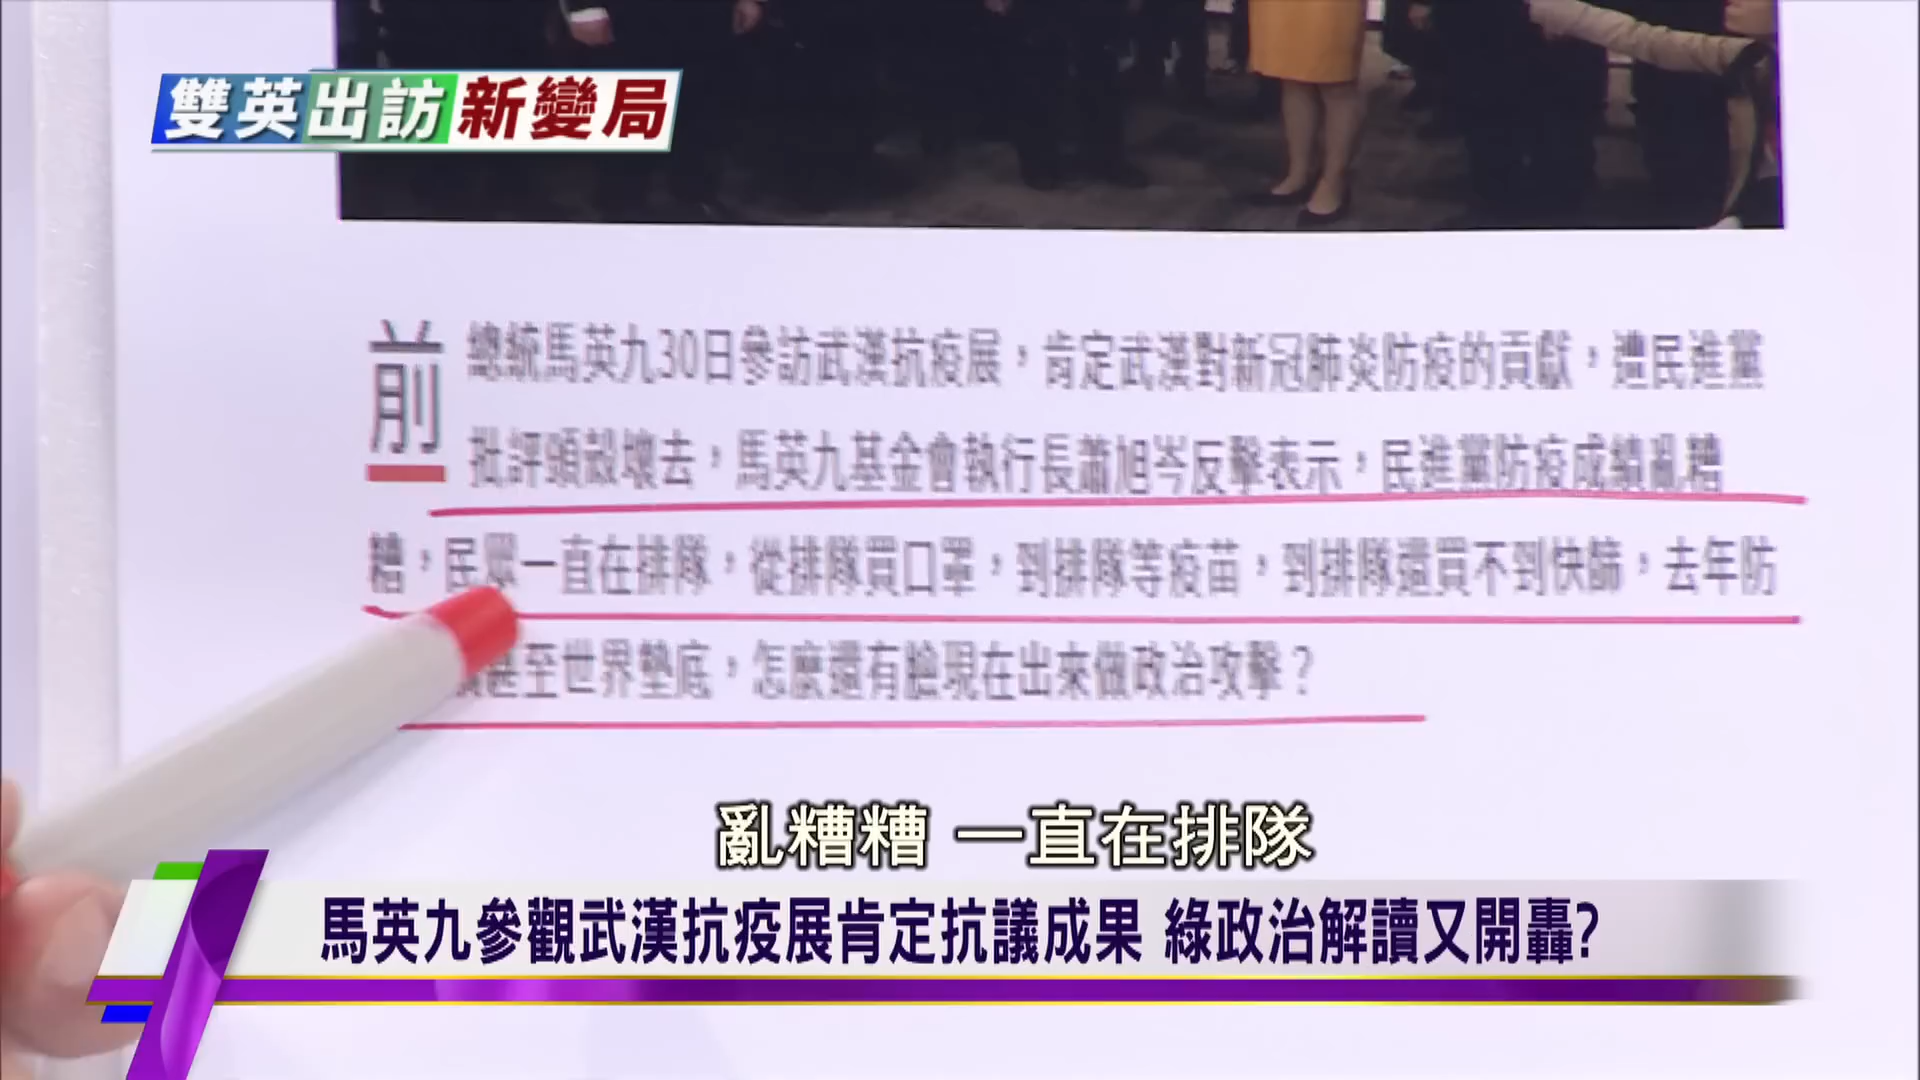 雙英出訪新變局
前總統馬英九30日參訪武漢抗疫展，肯定武漢對新冠肺炎防疫的貢獻，遭民進黨
批評頭殼壞去，馬英九基金會執行長蕭旭岑反擊表示，民進黨防疫成績亂糟
糟，民眾一直在排隊，從排隊買口罩，到排隊等疫苗，到排隊還買不到快篩，去年防
甚至世界墊底，怎麼還有臉現在出來做政治攻擊？
亂糟糟 一直在排隊
馬英九參觀武漢抗疫展肯定抗議成果 綠政治解讀又開轟?